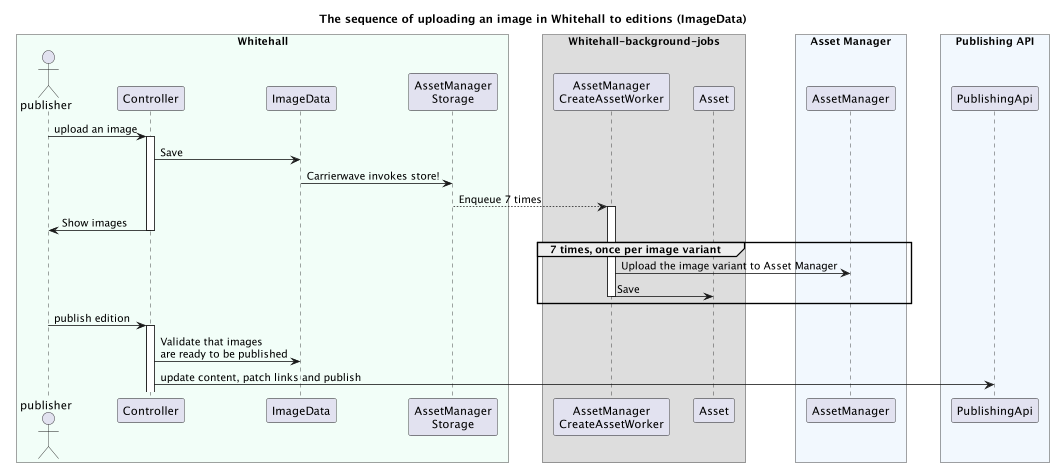 The sequence of uploading an image in Whitehall to editions (ImageData)
Whitehall
Whitehall-background-jobs
Asset Manager
Publishing API
publisher
Controller
ImageData
AssetManager
Storage
AssetManager
CreateAssetWorker
Asset
AssetManager
PublishingApi
upload an image
Save
Carrierwave invokes store!
Enqueue 7 times
Show images
7 times, once per image variant
Upload the image variant to Asset Manager
Save
publish edition
Validate that images
are ready to be published
update content, patch links and publish
publisher
Controller
ImageData
AssetManager
Storage
AssetManager
CreateAssetWorker
Asset
AssetManager
PublishingApi